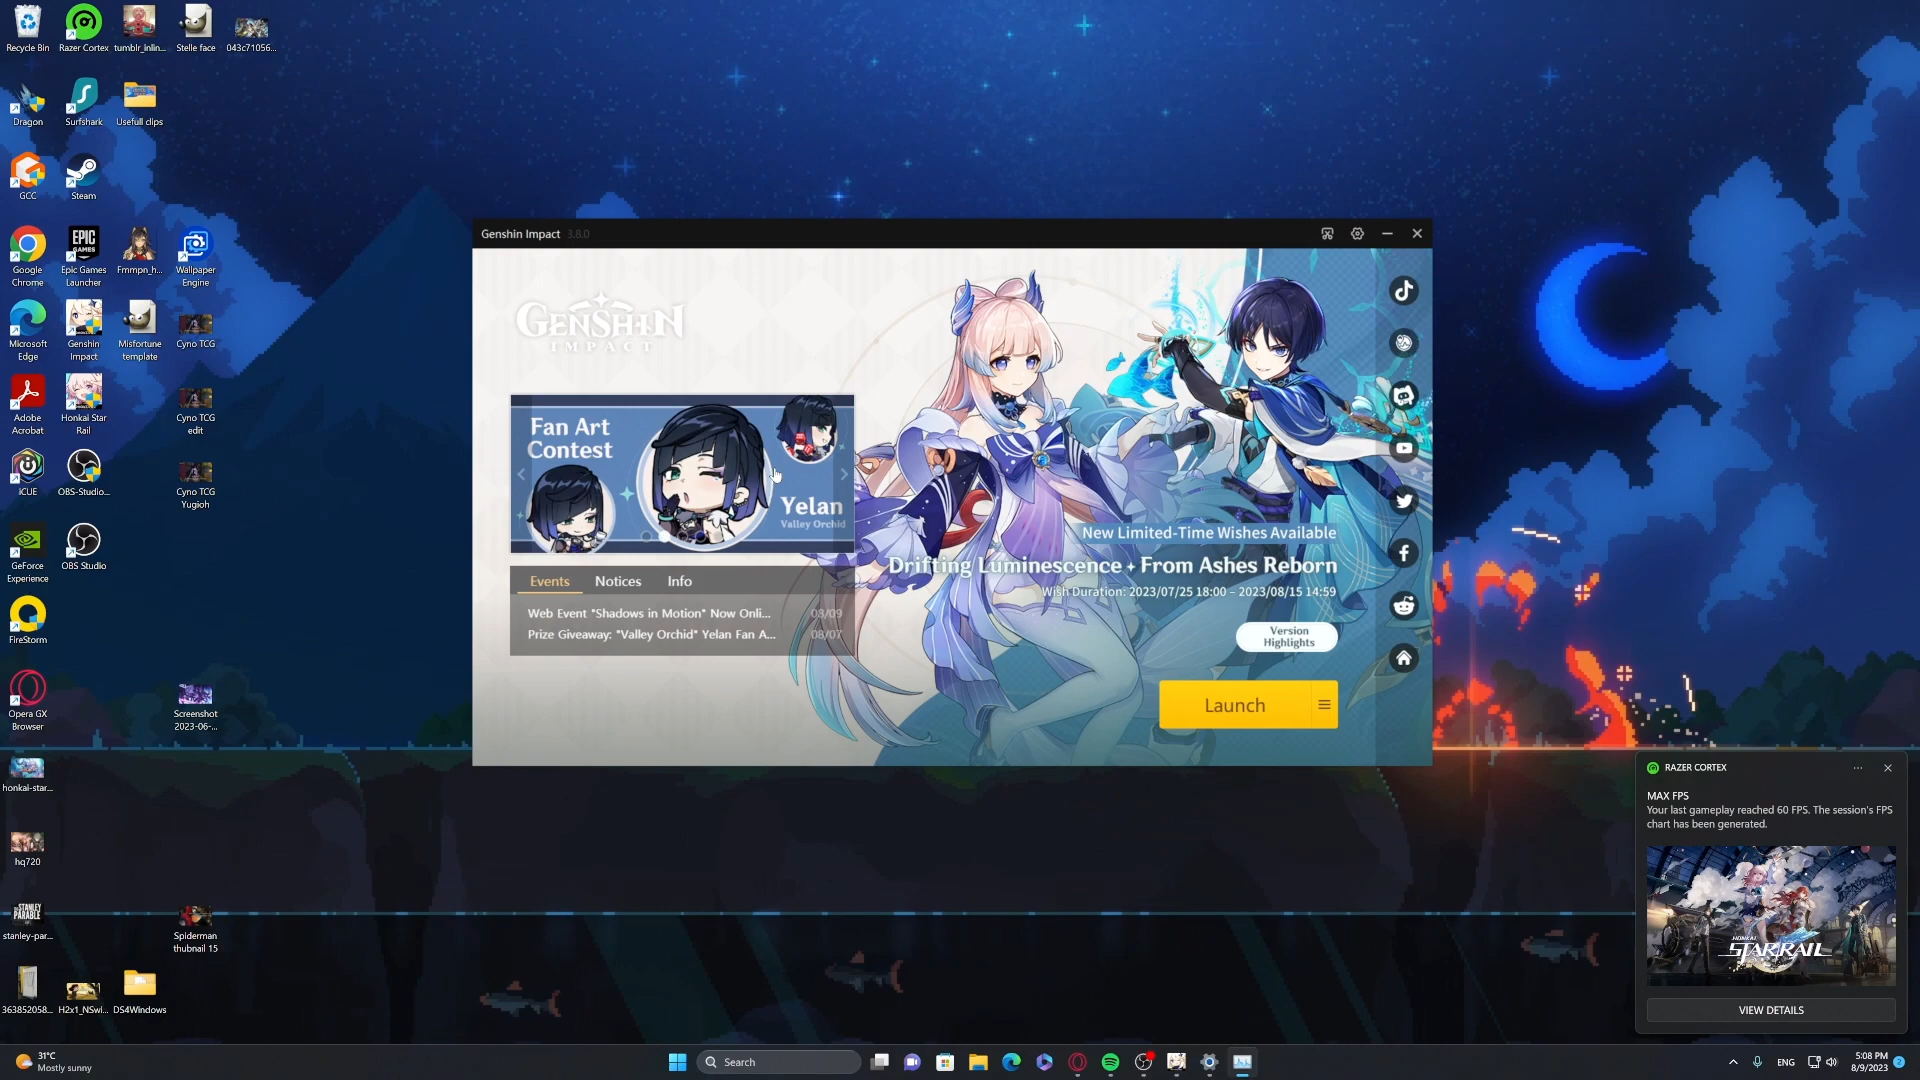 Recycle Bin
Razer Cortex
tumblr_inlin...
Stelle face
043c71056...
Dragon
Surfshark
Usefull clips
GCC
Steam
Google
Chrome
EPIC
GAMES
Epic Games
Launcher
Fmmpn_h...
Wallpaper
Engine
Microsoft
Edge
Genshin
Impact
Misfortune
template
Cyno TCG
Adobe
Acrobat
Honkai Star
Rail
Cyno TCG
edit
iCUE
OBS-Studio...
Cyno TCG
Yugioh
GeForce
Experience
OBS Studio
FireStorm
Opera GX
Browser
Screenshot
2023-06-...
honkai-star...
hq720
STANLEY
PARABLE
stanley-par...
Spiderman
thubnail 15
363852058...
H2x1_NSwi...
DS4Windows
Genshin Impact 3.8.0
GENSHIN
IMPACT
Fan Art
Contest
Yelan
Valley Orchid
Events Notices Info
Web Event "Shadows in Motion" Now Onli... 08/09
Prize Giveaway: "Valley Orchid" Yelan Fan A... 08/07
New Limited-Time Wishes Available
Drifting Luminescence + From Ashes Reborn
Wish Duration: 2023/07/25 18:00 – 2023/08/15 14:59
Version
Highlights
Launch
RAZER CORTEX
MAX FPS
Your last gameplay reached 60 FPS. The session's FPS
chart has been generated.
HONKAI
STAR RAIL
VIEW DETAILS
31°C
Mostly sunny
Search
ENG
5:08 PM
8/9/2023
2